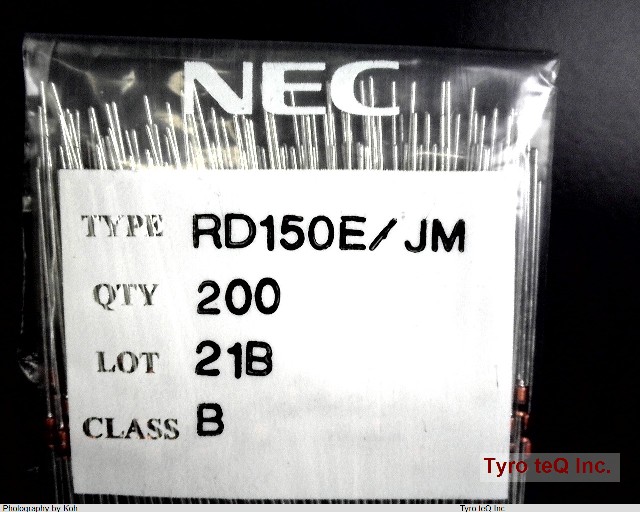 NEC
TYPE RD150E/JM
QTY 200
LOT 21B
CLASS B
Tyro teQ Inc.
Photography by Koh Tyro teQ Inc